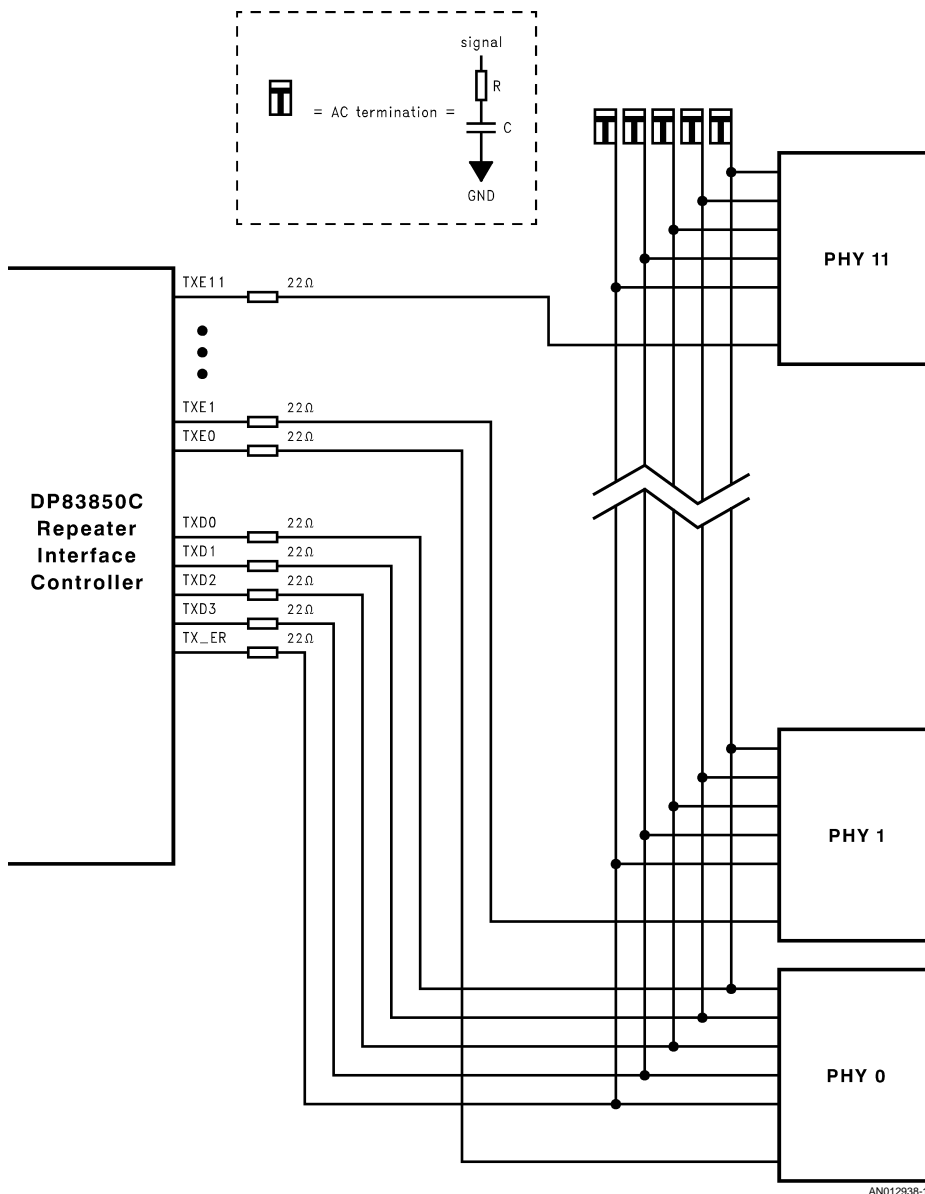 signal
R
= AC termination =
C
GND
PHY 11
TXE11 22Ω
TXE1 22Ω
TXE0 22Ω
DP83850C
Repeater
Interface
Controller
TXD0 22Ω
TXD1 22Ω
TXD2 22Ω
TXD3 22Ω
TX_ER 22Ω
PHY 1
PHY 0